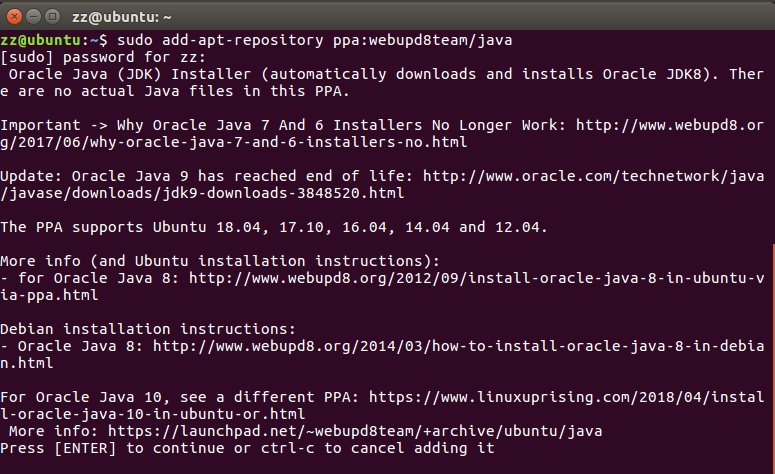 zz@ubuntu: ~
zz@ubuntu:~$ sudo add-apt-repository ppa:webupd8team/java
[sudo] password for zz:
 Oracle Java (JDK) Installer (automatically downloads and installs Oracle JDK8). Ther
e are no actual Java files in this PPA.

Important -> Why Oracle Java 7 And 6 Installers No Longer Work: http://www.webupd8.or
g/2017/06/why-oracle-java-7-and-6-installers-no.html

Update: Oracle Java 9 has reached end of life: http://www.oracle.com/technetwork/java
/javase/downloads/jdk9-downloads-3848520.html

The PPA supports Ubuntu 18.04, 17.10, 16.04, 14.04 and 12.04.

More info (and Ubuntu installation instructions):
- for Oracle Java 8: http://www.webupd8.org/2012/09/install-oracle-java-8-in-ubuntu-v
ia-ppa.html

Debian installation instructions:
- Oracle Java 8: http://www.webupd8.org/2014/03/how-to-install-oracle-java-8-in-debia
n.html

For Oracle Java 10, see a different PPA: https://www.linuxuprising.com/2018/04/instal
l-oracle-java-10-in-ubuntu-or.html
 More info: https://launchpad.net/~webupd8team/+archive/ubuntu/java
Press [ENTER] to continue or ctrl-c to cancel adding it